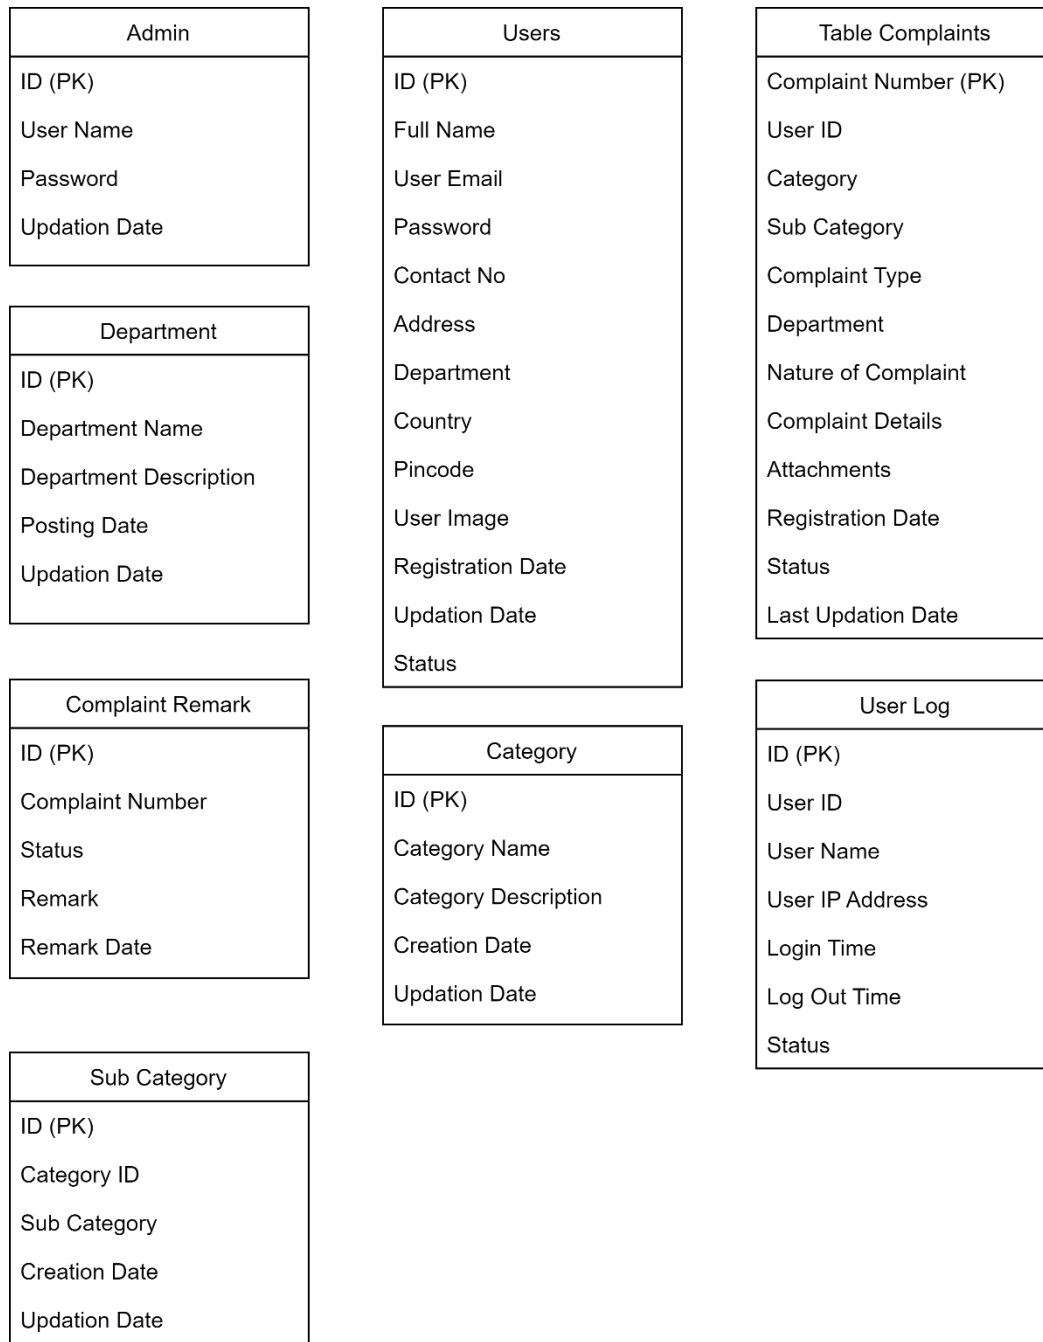 Admin
ID (PK)
User Name
Password
Updation Date
Department
ID (PK)
Department Name
Department Description
Posting Date
Updation Date
Complaint Remark
ID (PK)
Complaint Number
Status
Remark
Remark Date
Sub Category
ID (PK)
Category ID
Sub Category
Creation Date
Updation Date
Users
ID (PK)
Full Name
User Email
Password
Contact No
Address
Department
Country
Pincode
User Image
Registration Date
Updation Date
Status
Category
ID (PK)
Category Name
Category Description
Creation Date
Updation Date
Table Complaints
Complaint Number (PK)
User ID
Category
Sub Category
Complaint Type
Department
Nature of Complaint
Complaint Details
Attachments
Registration Date
Status
Last Updation Date
User Log
ID (PK)
User ID
User Name
User IP Address
Login Time
Log Out Time
Status